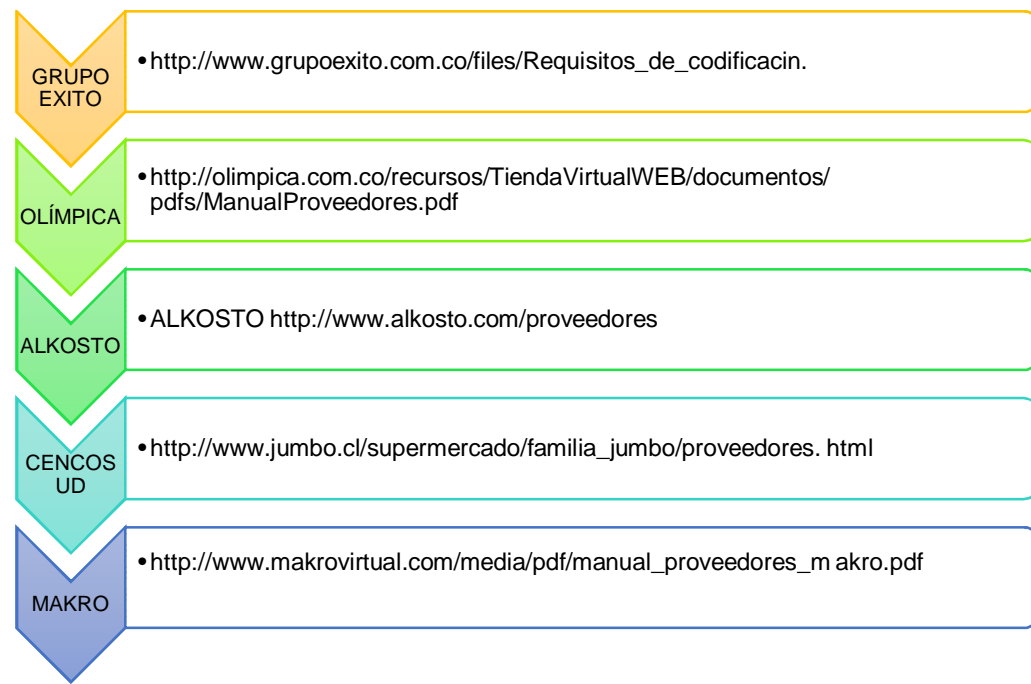 GRUPO
EXITO
•http://www.grupoexito.com.co/files/Requisitos_de_codificacin.
OLÍMPICA
•http://olimpica.com.co/recursos/TiendaVirtualWEB/documentos/
pdfs/ManualProveedores.pdf
ALKOSTO
•ALKOSTO http://www.alkosto.com/proveedores
CENCOS
UD
•http://www.jumbo.cl/supermercado/familia_jumbo/proveedores. html
MAKRO
•http://www.makrovirtual.com/media/pdf/manual_proveedores_m akro.pdf